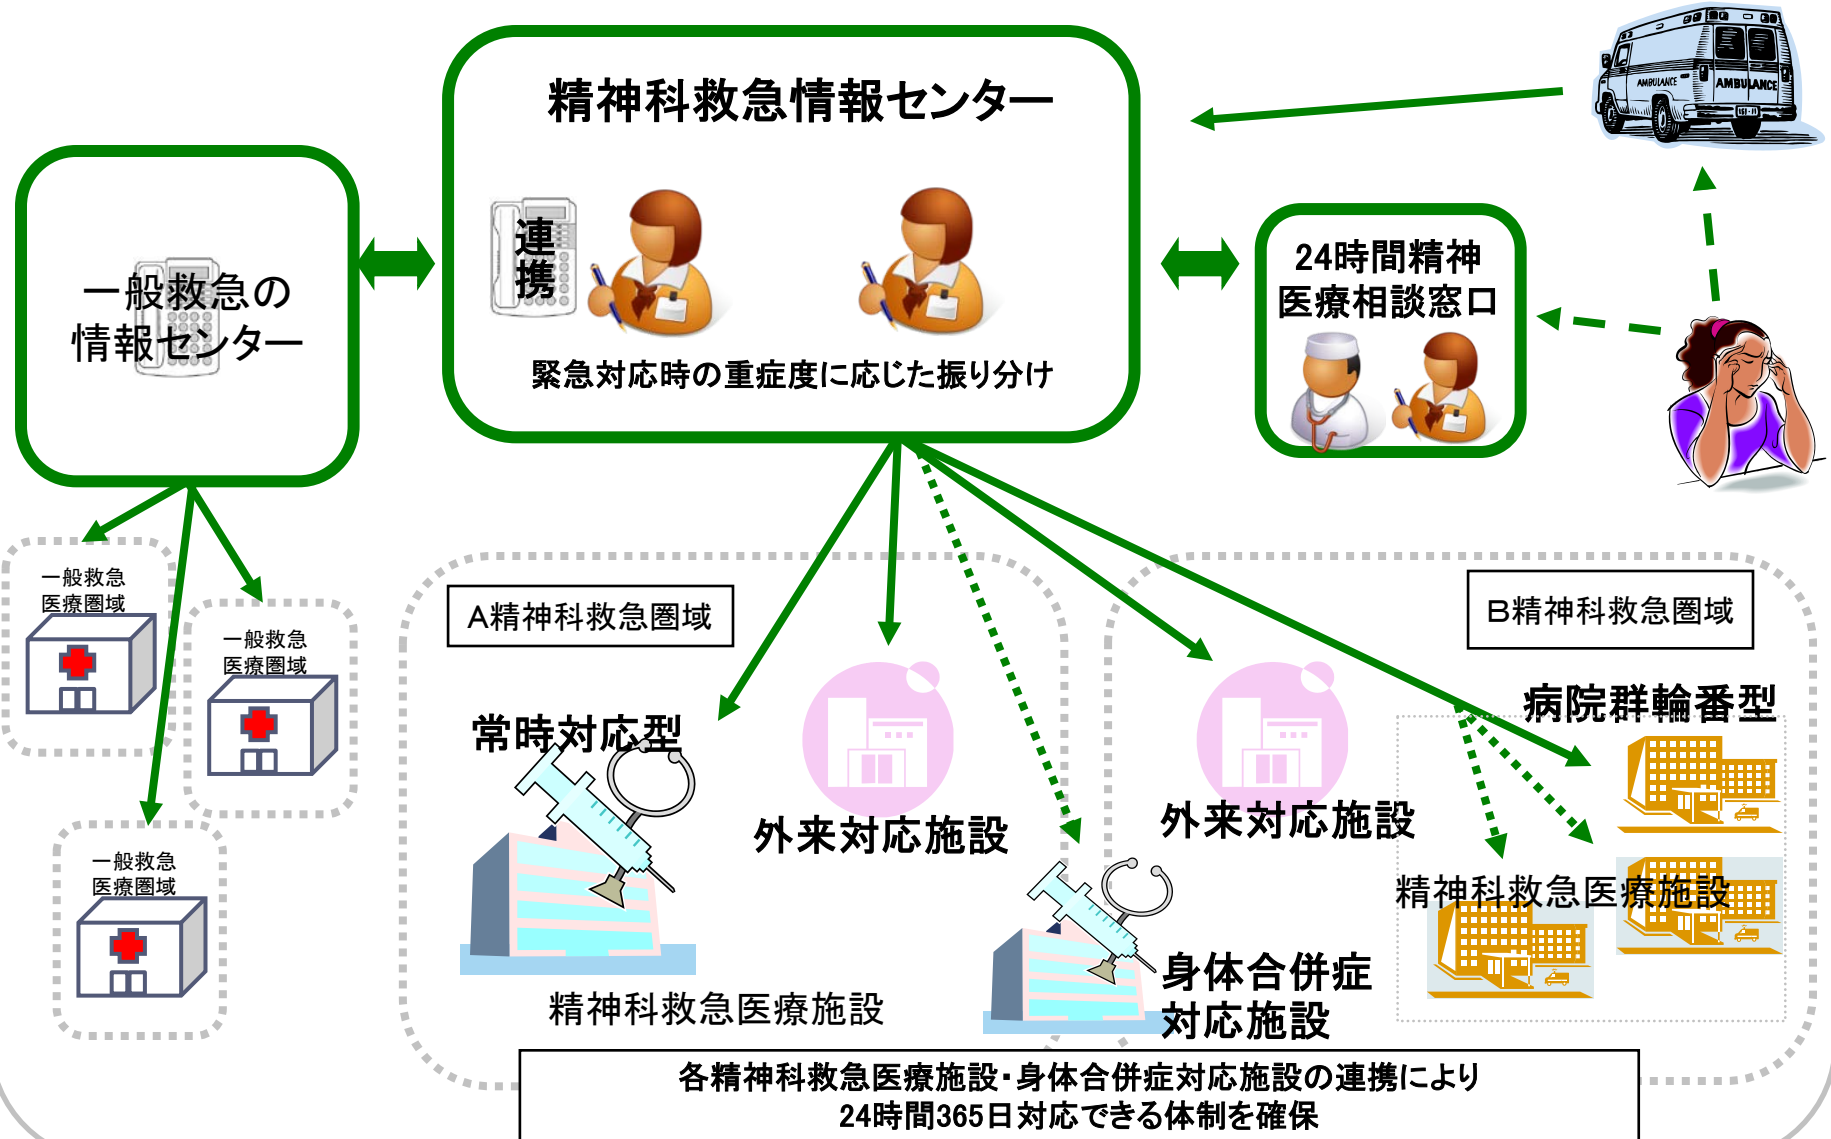 精神科救急情報センター
AMBULANCE
AMBULANCE
連
携
一般救急の
情報センター
24時間精神
医療相談窓口
緊急対応時の重症度に応じた振り分け
一般救急
医療圏域
一般救急
医療圏域
一般救急
医療圏域
A精神科救急圏域
B精神科救急圏域
常時対応型
外来対応施設
外来対応施設
病院群輪番型
精神科救急医療施設
精神科救急医療施設
身体合併症
対応施設
各精神科救急医療施設・身体合併症対応施設の連携により
24時間365日対応できる体制を確保